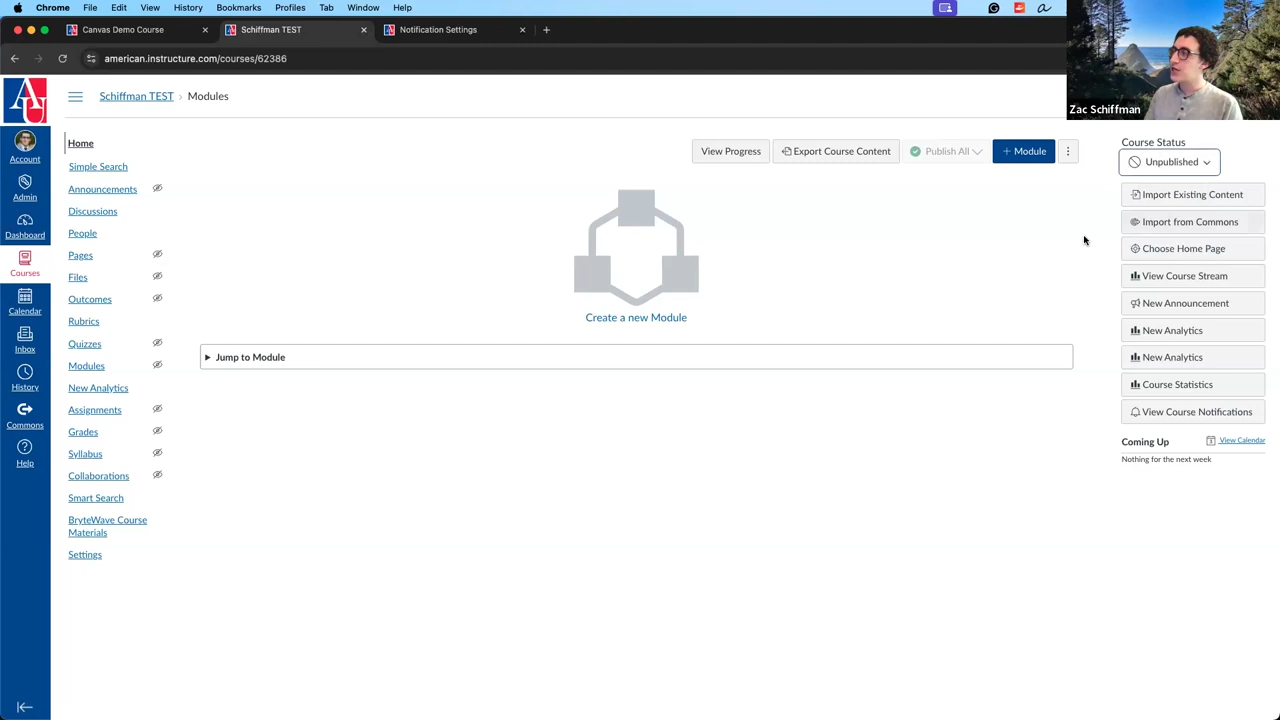 Chrome File Edit View History Bookmarks Profiles Tab Window Help
Canvas Demo Course
Schiffman TEST
Notification Settings
american.instructure.com/courses/62386
Zac Schiffman
AU
Schiffman TEST › Modules
Account
Admin
Dashboard
Courses
Calendar
Inbox
History
Commons
Help
Home
Simple Search
Announcements
Discussions
People
Pages
Files
Outcomes
Rubrics
Quizzes
Modules
New Analytics
Assignments
Grades
Syllabus
Collaborations
Smart Search
BryteWave Course
Materials
Settings
View Progress
Export Course Content
Publish All
+ Module
Create a new Module
Jump to Module
Course Status
Unpublished
Import Existing Content
Import from Commons
Choose Home Page
View Course Stream
New Announcement
New Analytics
New Analytics
Course Statistics
View Course Notifications
Coming Up
View Calendar
Nothing for the next week